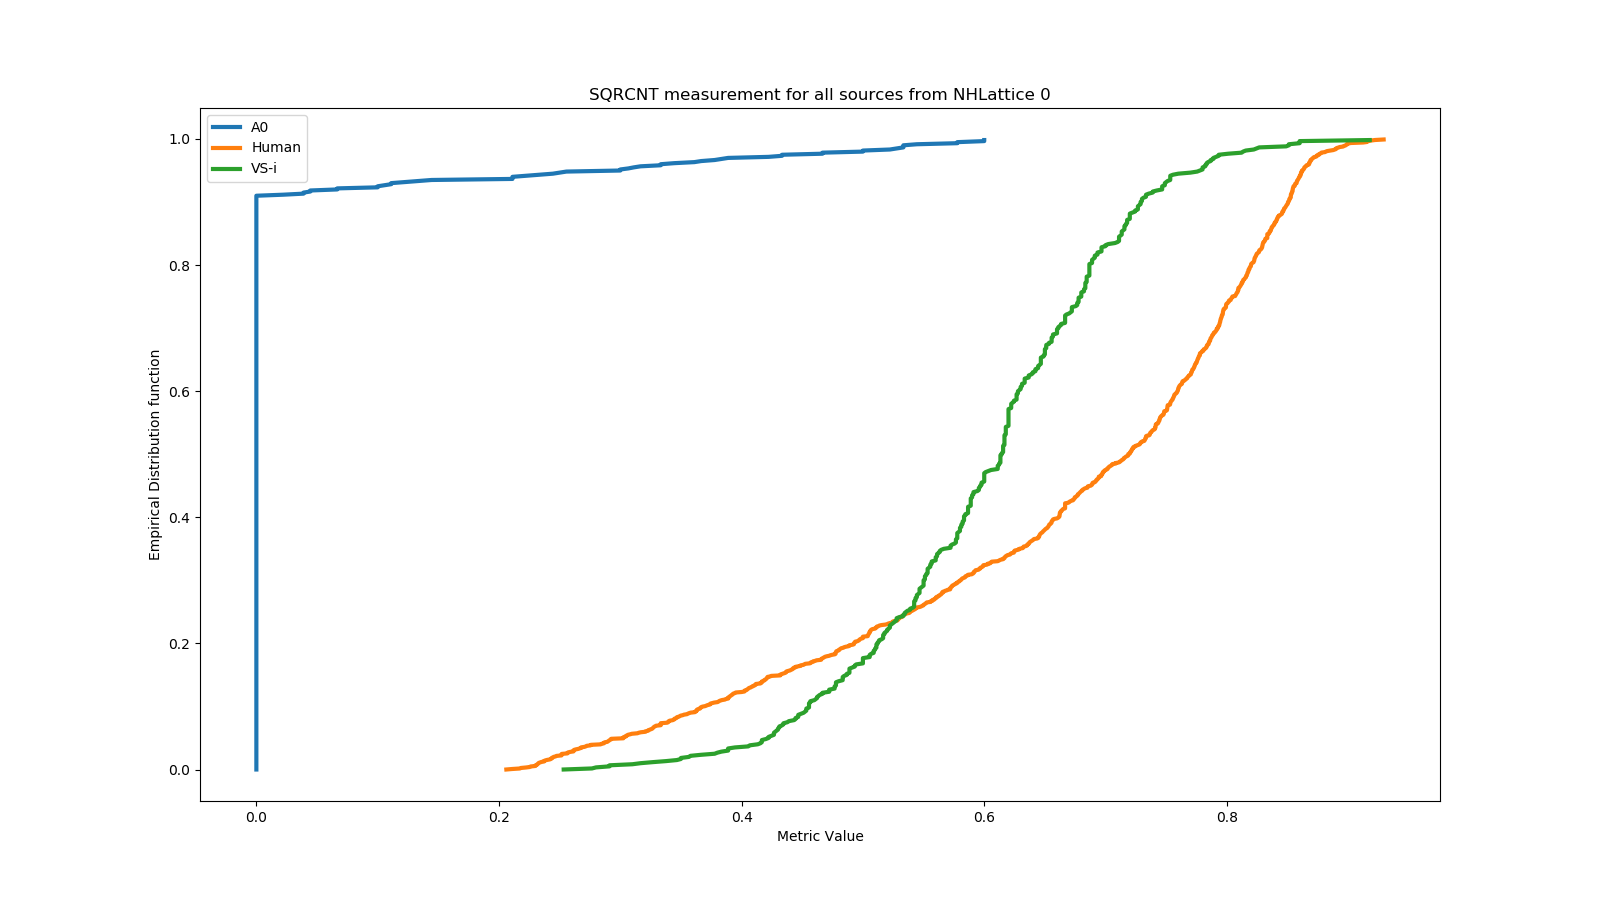 SQRCNT measurement for all sources from NHLattice 0
A0
Human
VS-i
1.0
0.8
0.6
0.4
0.2
0.0
Empirical Distribution function
0.0 0.2 0.4 0.6 0.8
Metric Value